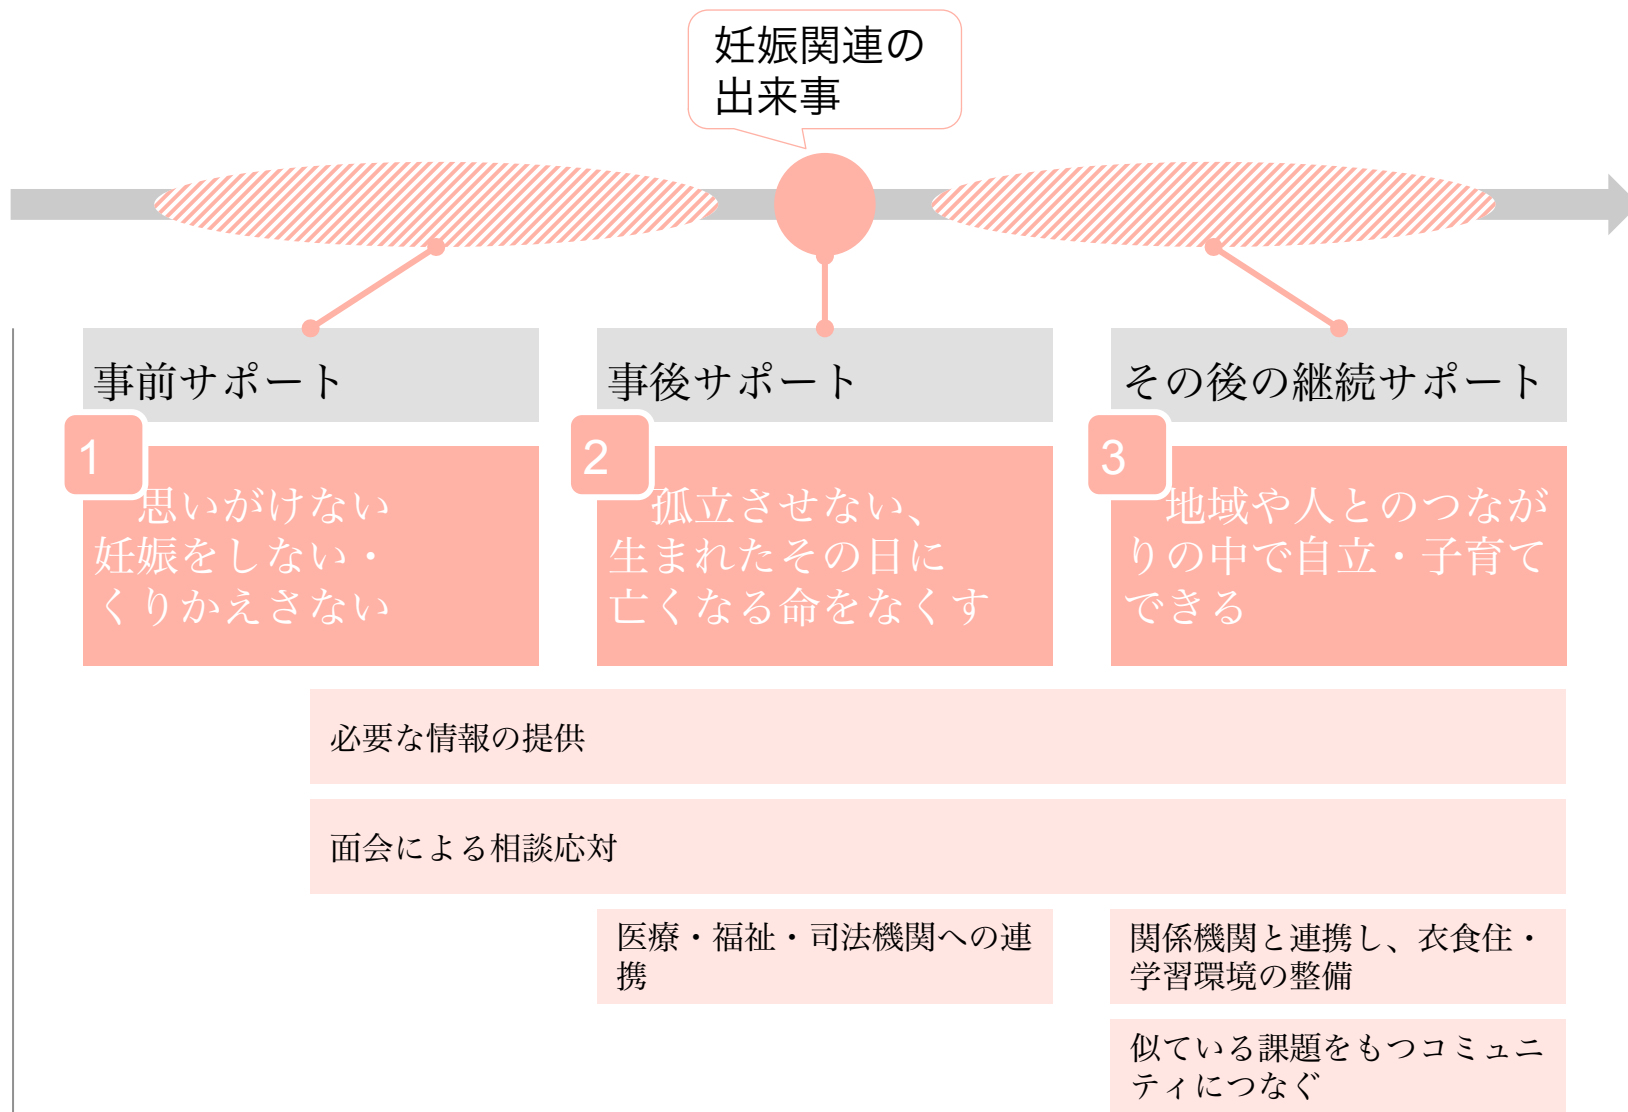 妊娠関連の
出来事
事前サポート
事後サポート
その後の継続サポート
1
思いがけない
妊娠をしない・
くりかえさない
2
孤立させない、
生まれたその日に
亡くなる命をなくす
3
地域や人とのつなが
りの中で自立・子育て
できる
必要な情報の提供
面会による相談応対
医療・福祉・司法機関への連
携
関係機関と連携し、衣食住・
学習環境の整備
似ている課題をもつコミュニ
ティにつなぐ